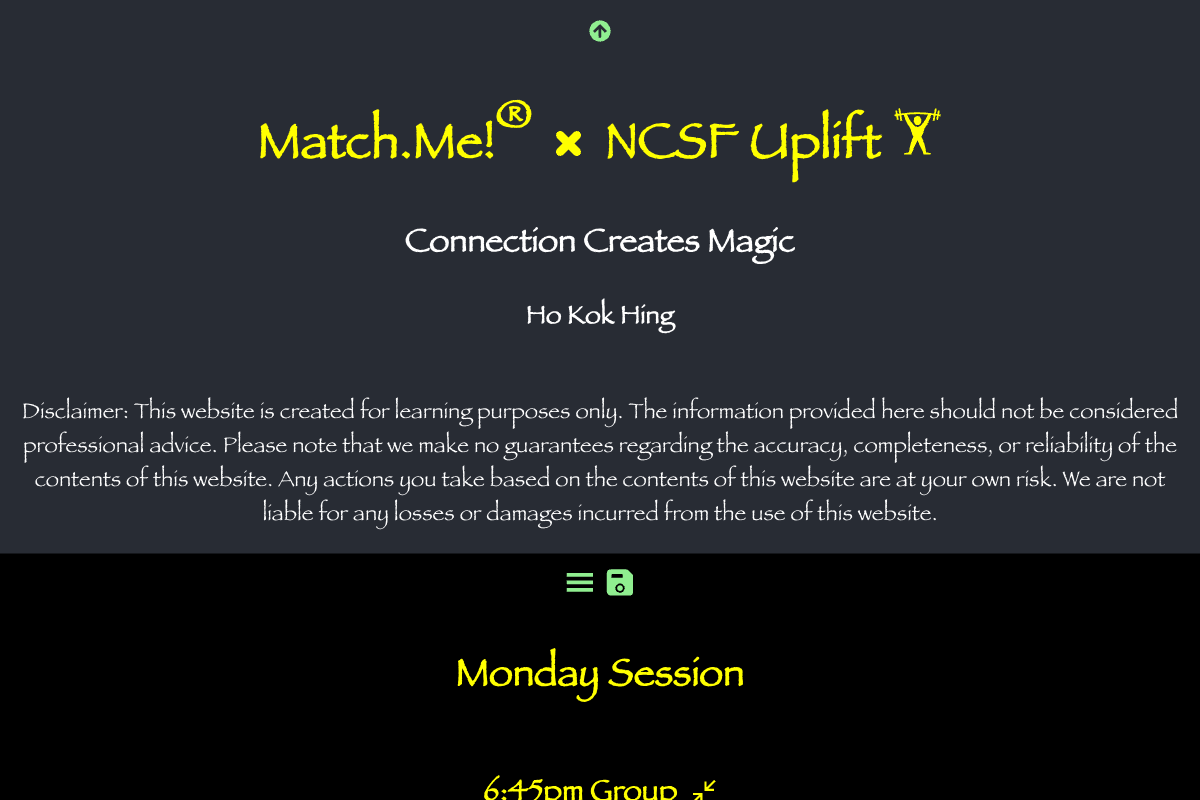 Match.Me!® × NCSF Uplift
Connection Creates Magic
Ho Kok Hing
Disclaimer: This website is created for learning purposes only. The information provided here should not be considered
professional advice. Please note that we make no guarantees regarding the accuracy, completeness, or reliability of the
contents of this website. Any actions you take based on the contents of this website are at your own risk. We are not
liable for any losses or damages incurred from the use of this website.
Monday Session
6:45pm Group